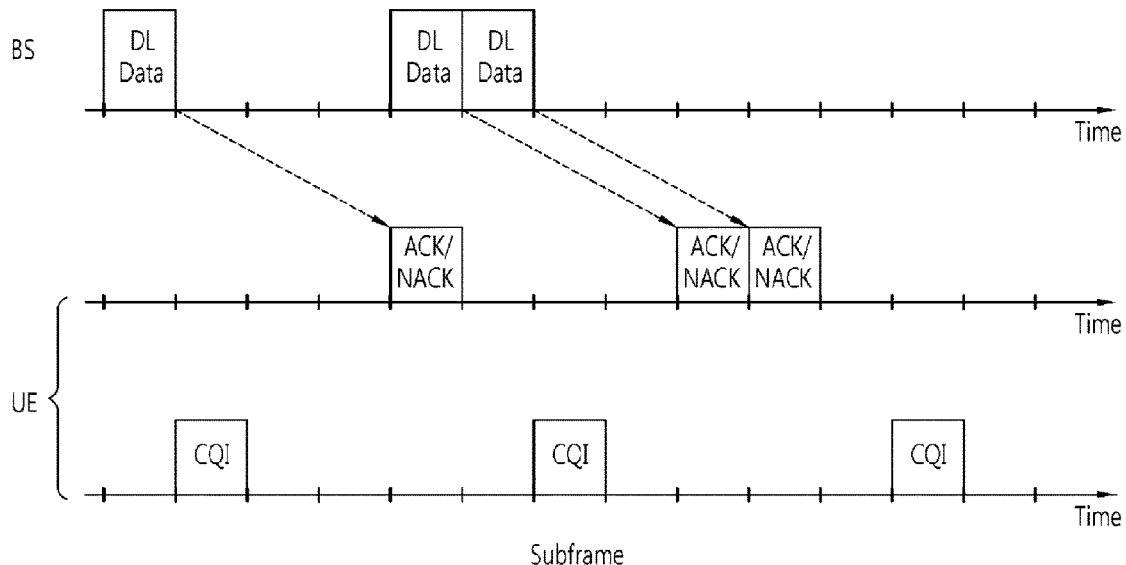 BS
DL
Data
DL
Data
DL
Data
Time
ACK/
NACK
ACK/
NACK
ACK/
NACK
Time
UE
CQI
CQI
CQI
Time
Subframe